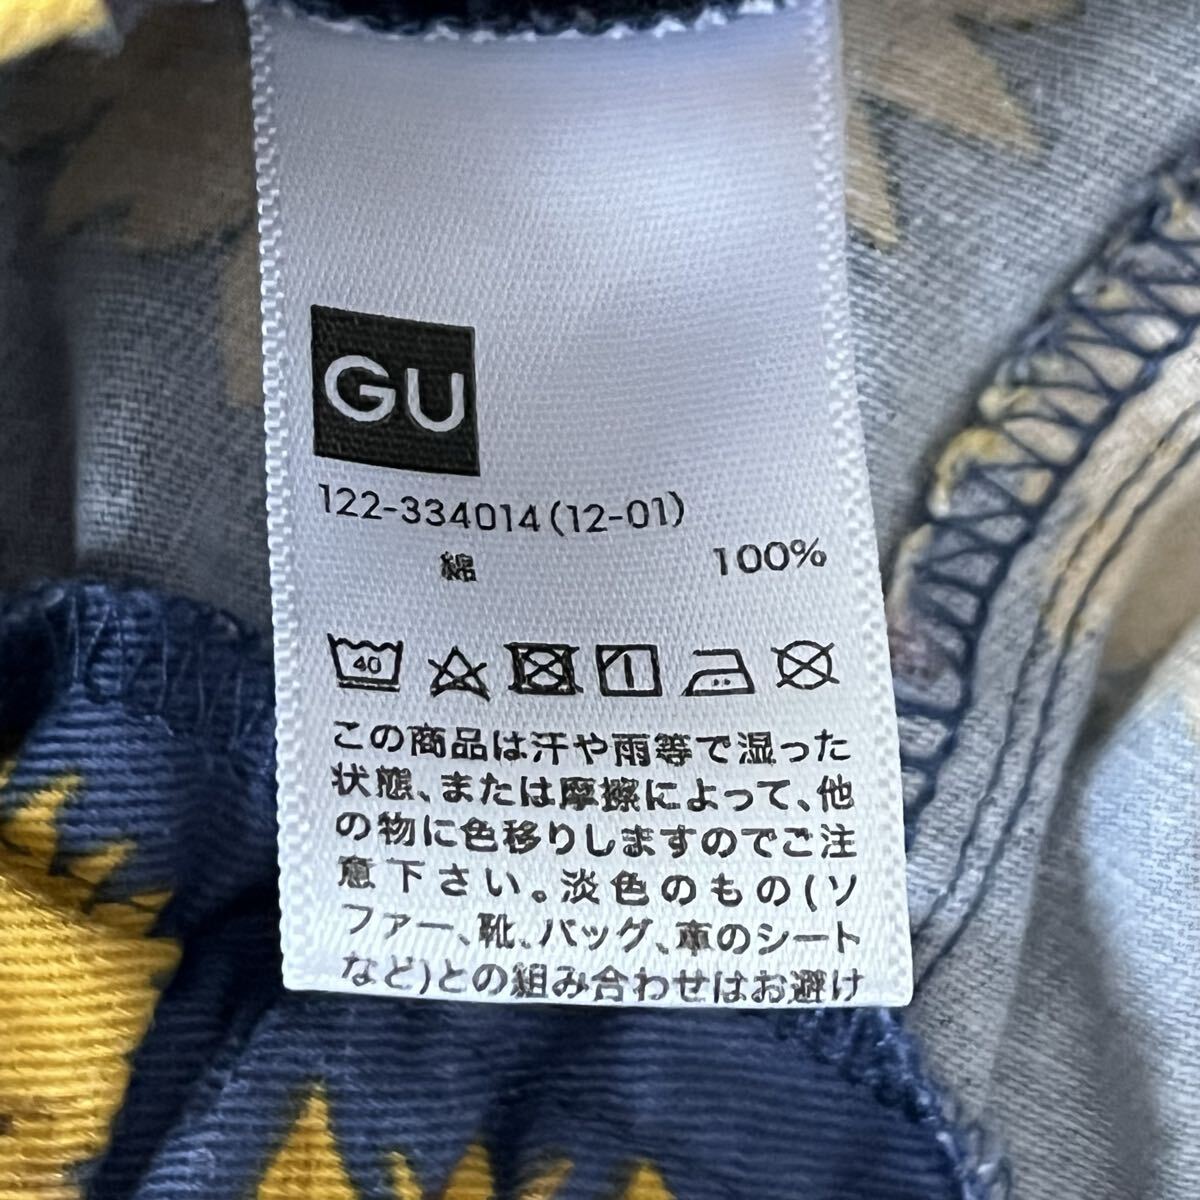 GU
122-334014(12-01)
綿 100%
40
この商品は汗や雨等で湿った
状態、または摩擦によって、他
の物に色移りしますのでご注
意下さい。淡色のもの(ソ
ファー、靴、バッグ、車のシート
など)との組み合わせはお避け